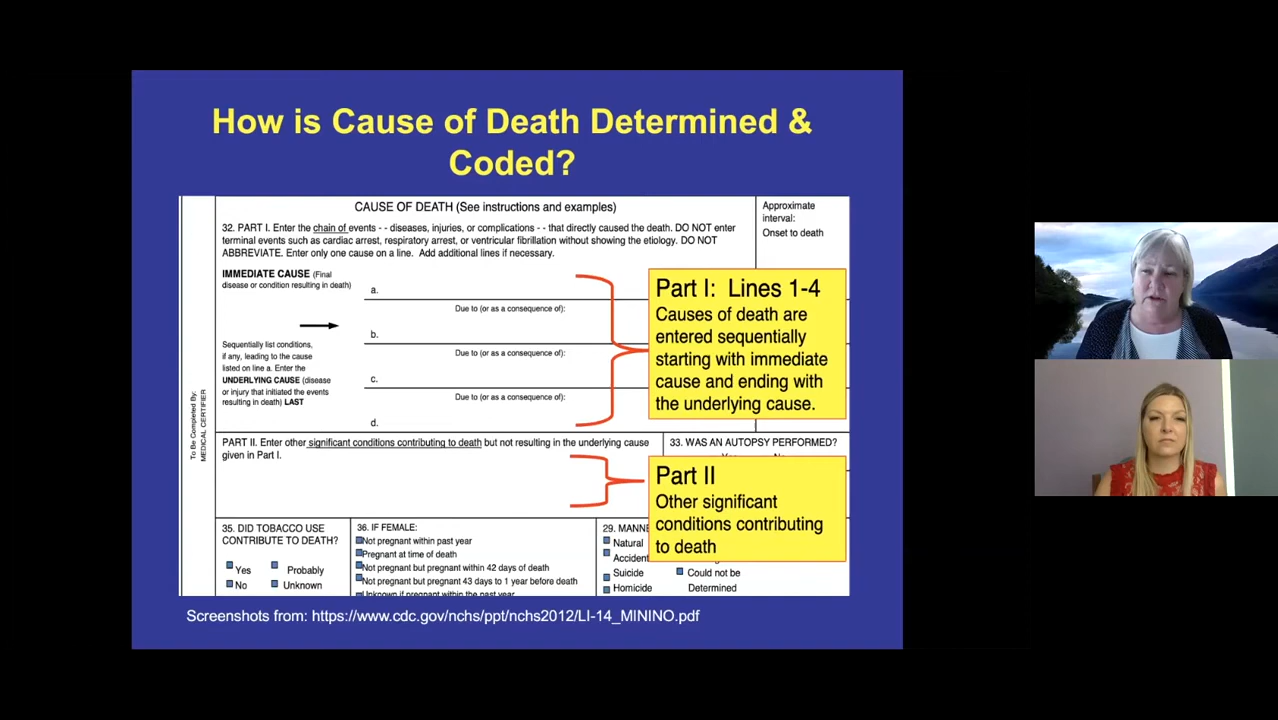 How is Cause of Death Determined &
Coded?
CAUSE OF DEATH (See instructions and examples)
Approximate
interval:
Onset to death
32. PART I. Enter the chain of events - - diseases, injuries, or complications - - that directly caused the death. DO NOT enter
terminal events such as cardiac arrest, respiratory arrest, or ventricular fibrillation without showing the etiology. DO NOT
ABBREVIATE. Enter only one cause on a line. Add additional lines if necessary.
IMMEDIATE CAUSE (Final
disease or condition resulting in death)
a.
Due to (or as a consequence of):
b.
Sequentially list conditions,
if any, leading to the cause
listed on line a. Enter the
UNDERLYING CAUSE (disease
or injury that initiated the events
resulting in death) LAST
Due to (or as a consequence of):
c.
Due to (or as a consequence of):
d.
Part I: Lines 1-4
Causes of death are
entered sequentially
starting with immediate
cause and ending with
the underlying cause.
To Be Completed By:
MEDICAL CERTIFIER
PART II. Enter other significant conditions contributing to death but not resulting in the underlying cause
given in Part I.
33. WAS AN AUTOPSY PERFORMED?
Part II
Other significant
conditions contributing
to death
35. DID TOBACCO USE
CONTRIBUTE TO DEATH?
Yes Probably
No Unknown
36. IF FEMALE:
Not pregnant within past year
Pregnant at time of death
Not pregnant but pregnant within 42 days of death
Not pregnant but pregnant 43 days to 1 year before death
Unknown if pregnant within the past year
29.
Natural
Accident
Suicide Could not be
Homicide Determined
Screenshots from: https://www.cdc.gov/nchs/ppt/nchs2012/LI-14_MININO.pdf